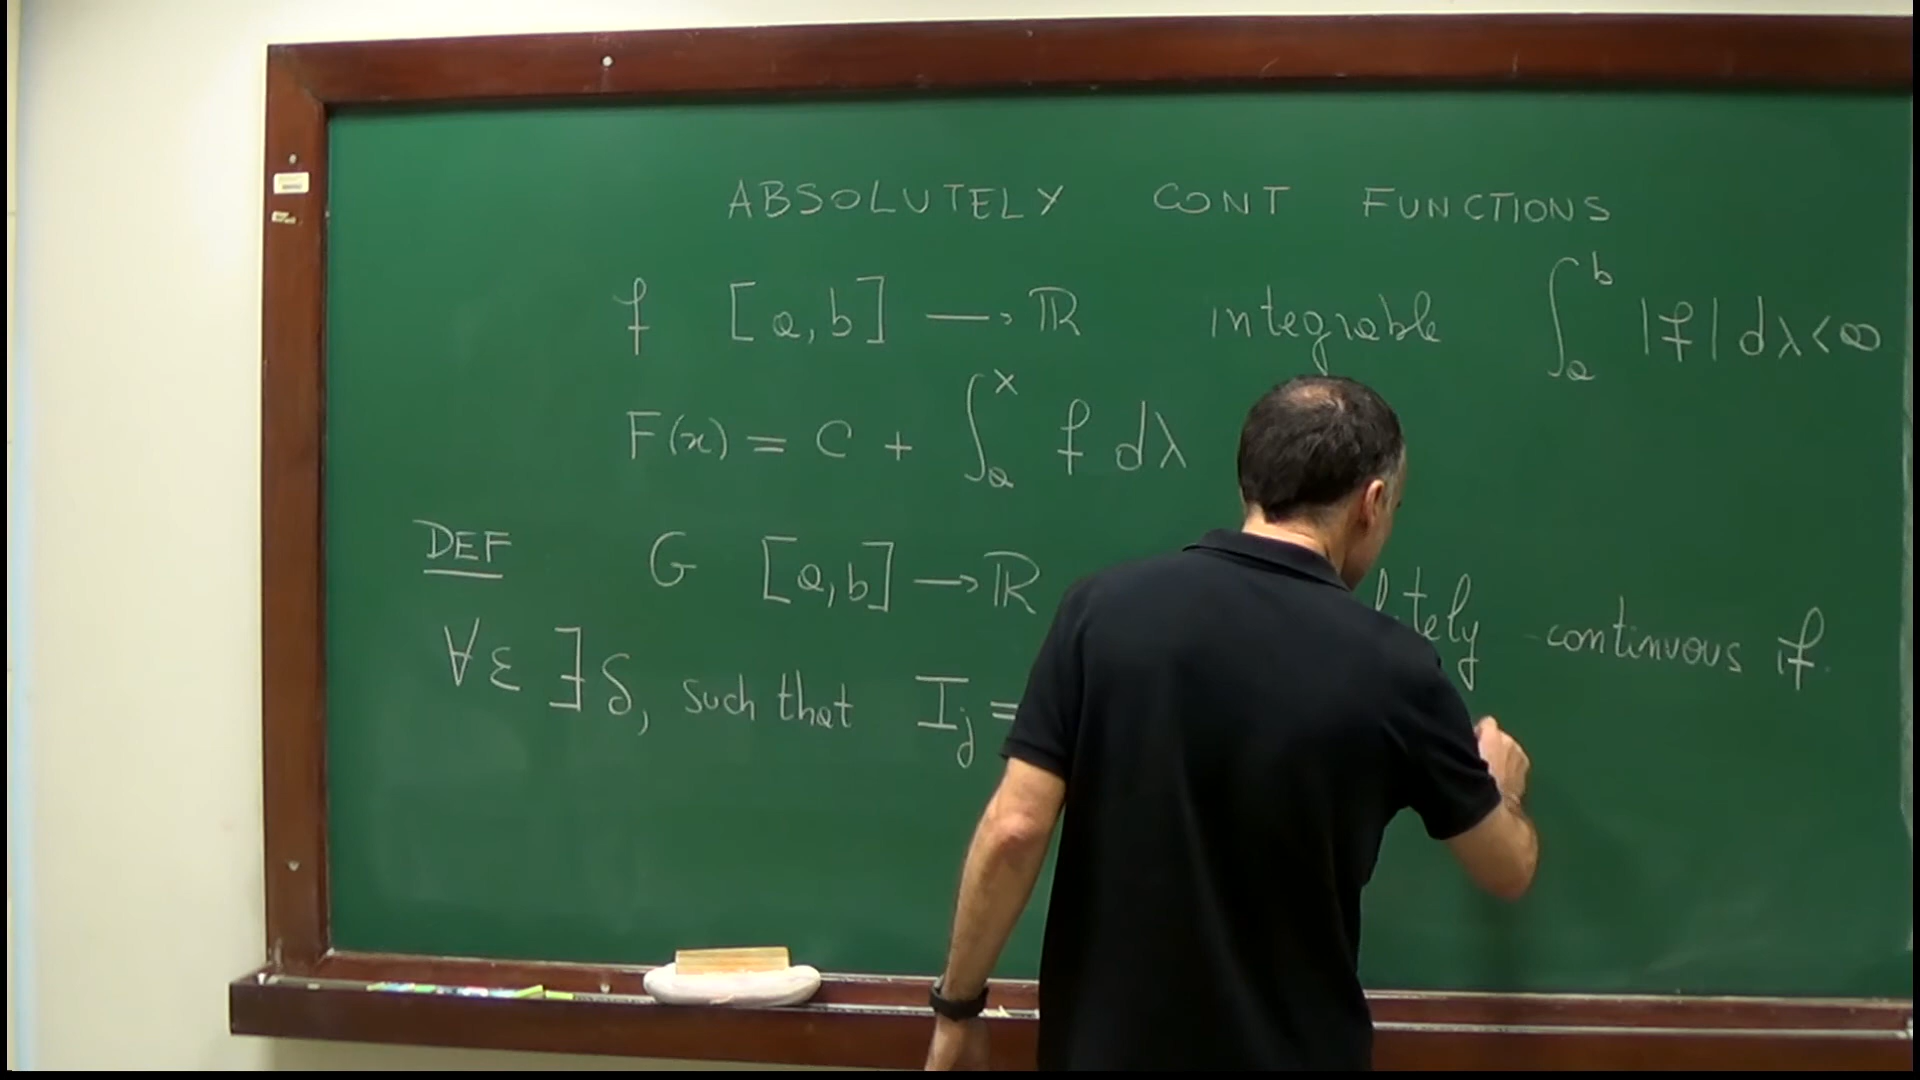 ABSOLUTELY CONT FUNCTIONS
f [a,b] → ℝ integrable ∫_a^b |f| dλ < ∞
F(x) = C + ∫_a^x f dλ
DEF G [a,b] → ℝ continuous if
∀ε ∃δ, such that I_j =